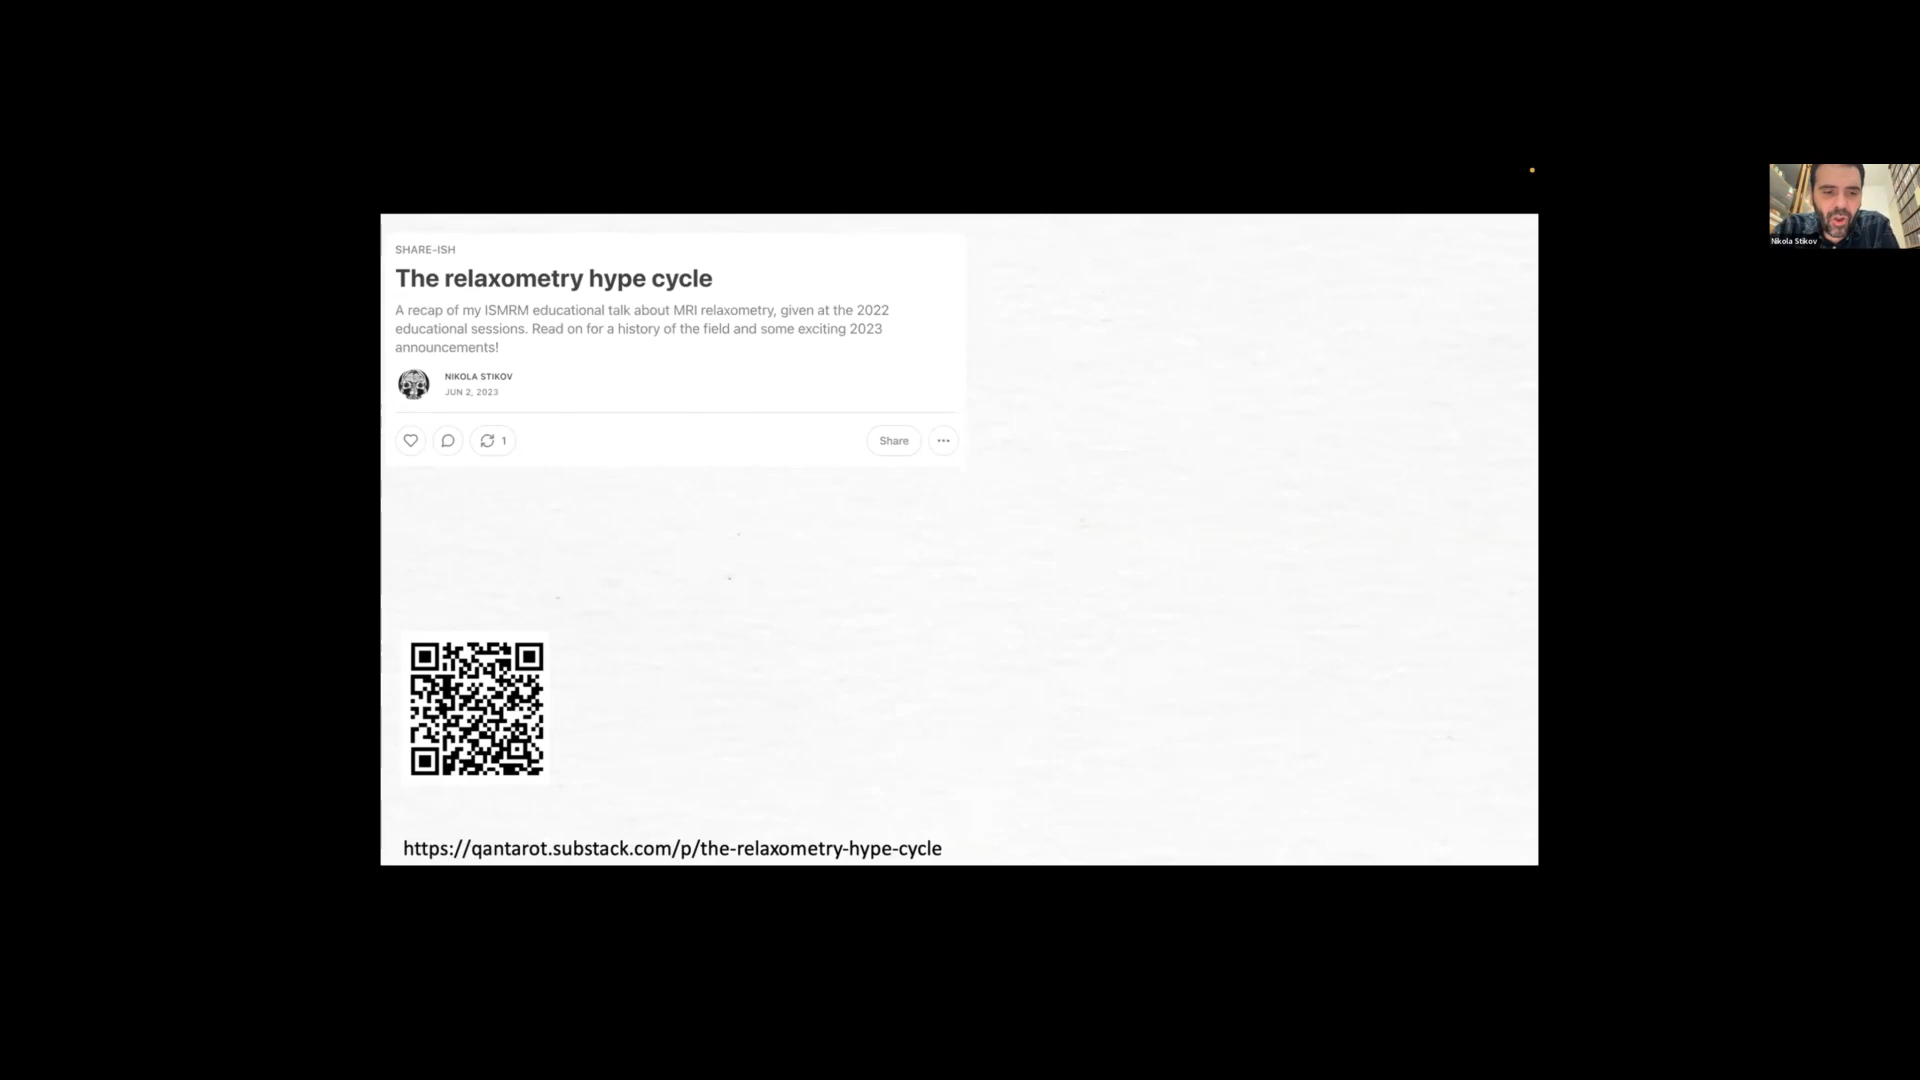 SHARE-ISH
The relaxometry hype cycle
A recap of my ISMRM educational talk about MRI relaxometry, given at the 2022
educational sessions. Read on for a history of the field and some exciting 2023
announcements!
NIKOLA STIKOV
JUN 2, 2023
1
Share
Nikola Stikov
https://qantarot.substack.com/p/the-relaxometry-hype-cycle